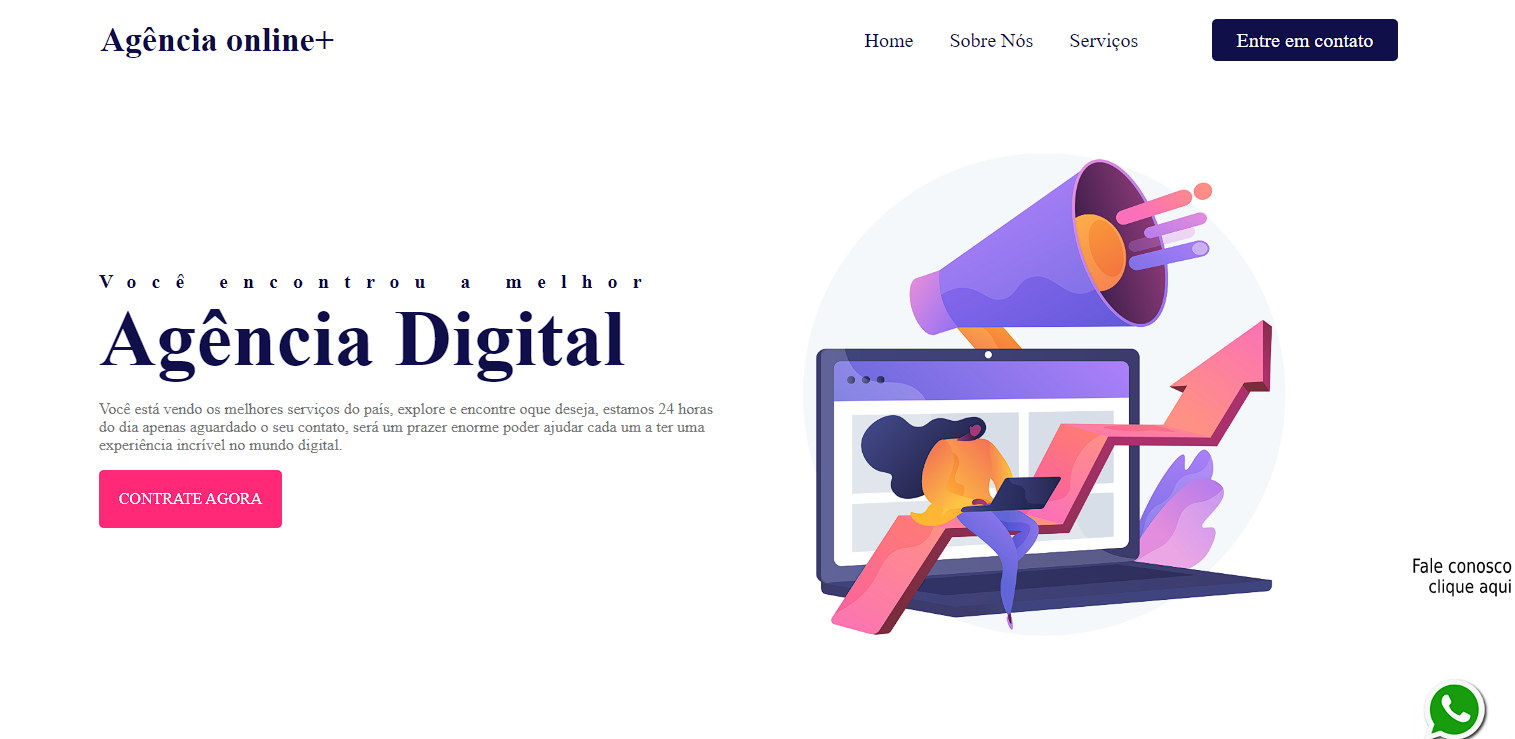 Agência online+
Home
Sobre Nós
Serviços
Entre em contato
Você encontrou a melhor
Agência Digital
Você está vendo os melhores serviços do país, explore e encontre oque deseja, estamos 24 horas
do dia apenas aguardado o seu contato, será um prazer enorme poder ajudar cada um a ter uma
experiência incrível no mundo digital.
CONTRATE AGORA
Fale conosco
clique aqui